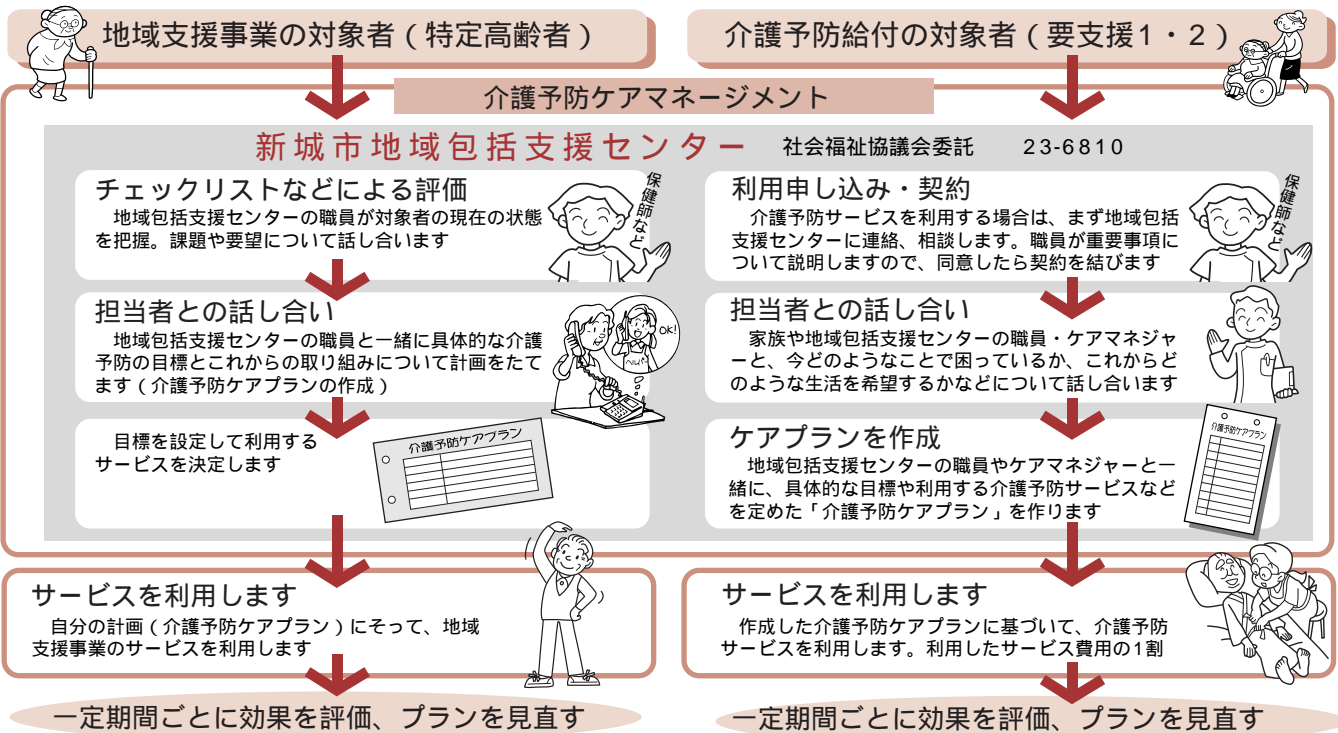 地域支援事業の対象者（特定高齢者）
介護予防給付の対象者（要支援1・2）
介護予防ケアマネージメント
新城市地域包括支援センター 社会福祉協議会委託 23-6810
チェックリストなどによる評価
地域包括支援センターの職員が対象者の現在の状態
を把握。課題や要望について話し合います
保健師など
担当者との話し合い
地域包括支援センターの職員と一緒に具体的な介護
予防の目標とこれからの取り組みについて計画をたて
ます（介護予防ケアプランの作成）
OK!
ヘルパー
目標を設定して利用する
サービスを決定します
介護予防ケアプラン
サービスを利用します
自分の計画（介護予防ケアプラン）にそって、地域
支援事業のサービスを利用します
一定期間ごとに効果を評価、プランを見直す
利用申し込み・契約
介護予防サービスを利用する場合は、まず地域包括
支援センターに連絡、相談します。職員が重要事項に
ついて説明しますので、同意したら契約を結びます
保健師など
担当者との話し合い
家族や地域包括支援センターの職員・ケアマネジャ
ーと、今どのようなことで困っているか、これからど
のような生活を希望するかなどについて話し合います
ケアプランを作成
地域包括支援センターの職員やケアマネジャーと一
緒に、具体的な目標や利用する介護予防サービスなど
を定めた「介護予防ケアプラン」を作ります
介護予防ケアプラン
サービスを利用します
作成した介護予防ケアプランに基づいて、介護予防
サービスを利用します。利用したサービス費用の1割
一定期間ごとに効果を評価、プランを見直す